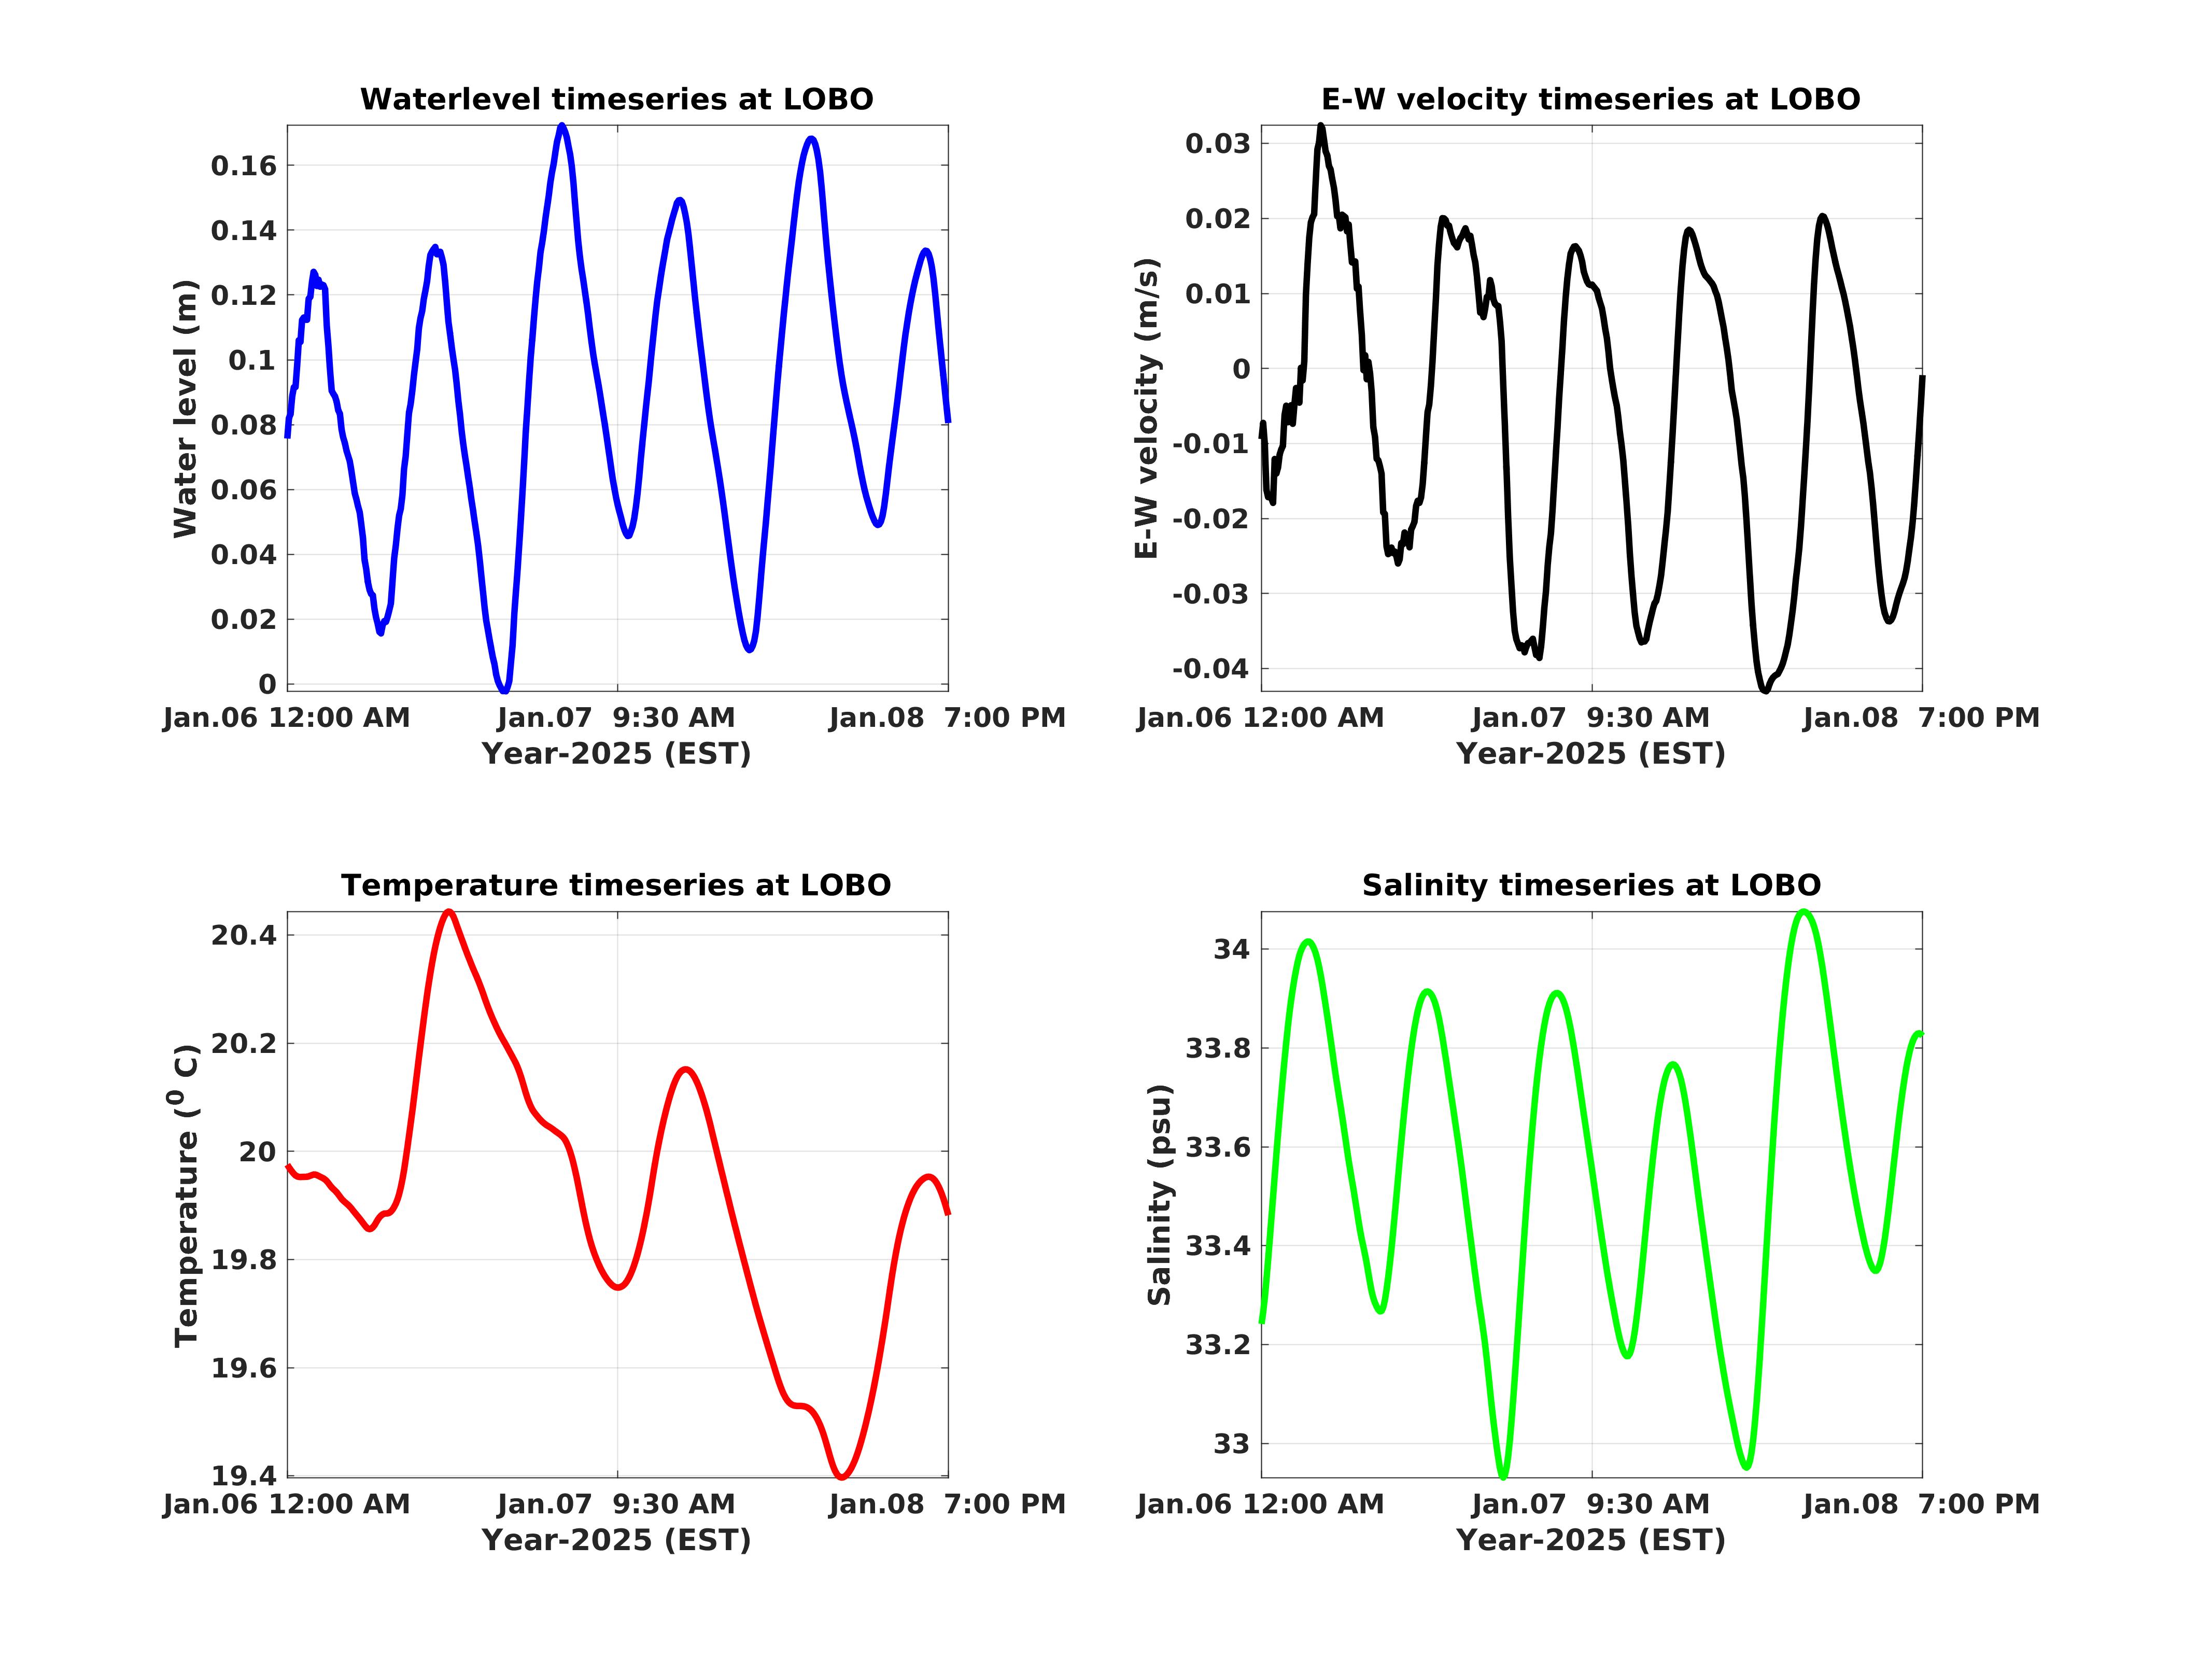 Waterlevel timeseries at LOBO
Water level (m)
0.16
0.14
0.12
0.1
0.08
0.06
0.04
0.02
0
Jan.06 12:00 AM Jan.07 9:30 AM Jan.08 7:00 PM
Year-2025 (EST)
E-W velocity timeseries at LOBO
E-W velocity (m/s)
0.03
0.02
0.01
0
-0.01
-0.02
-0.03
-0.04
Jan.06 12:00 AM Jan.07 9:30 AM Jan.08 7:00 PM
Year-2025 (EST)
Temperature timeseries at LOBO
Temperature (⁰ C)
20.4
20.2
20
19.8
19.6
19.4
Jan.06 12:00 AM Jan.07 9:30 AM Jan.08 7:00 PM
Year-2025 (EST)
Salinity timeseries at LOBO
Salinity (psu)
34
33.8
33.6
33.4
33.2
33
Jan.06 12:00 AM Jan.07 9:30 AM Jan.08 7:00 PM
Year-2025 (EST)